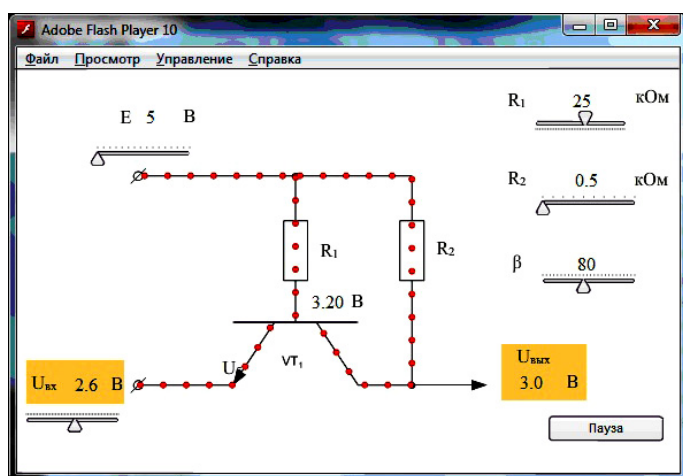 Adobe Flash Player 10
Файл Просмотр Управление Справка
E 5 В
R₁ 25 кОм
R₂ 0.5 кОм
β 80
R₁
R₂
3.20 В
VT₁
Uвх 2.6 В
Uвых
3.0 В
Пауза